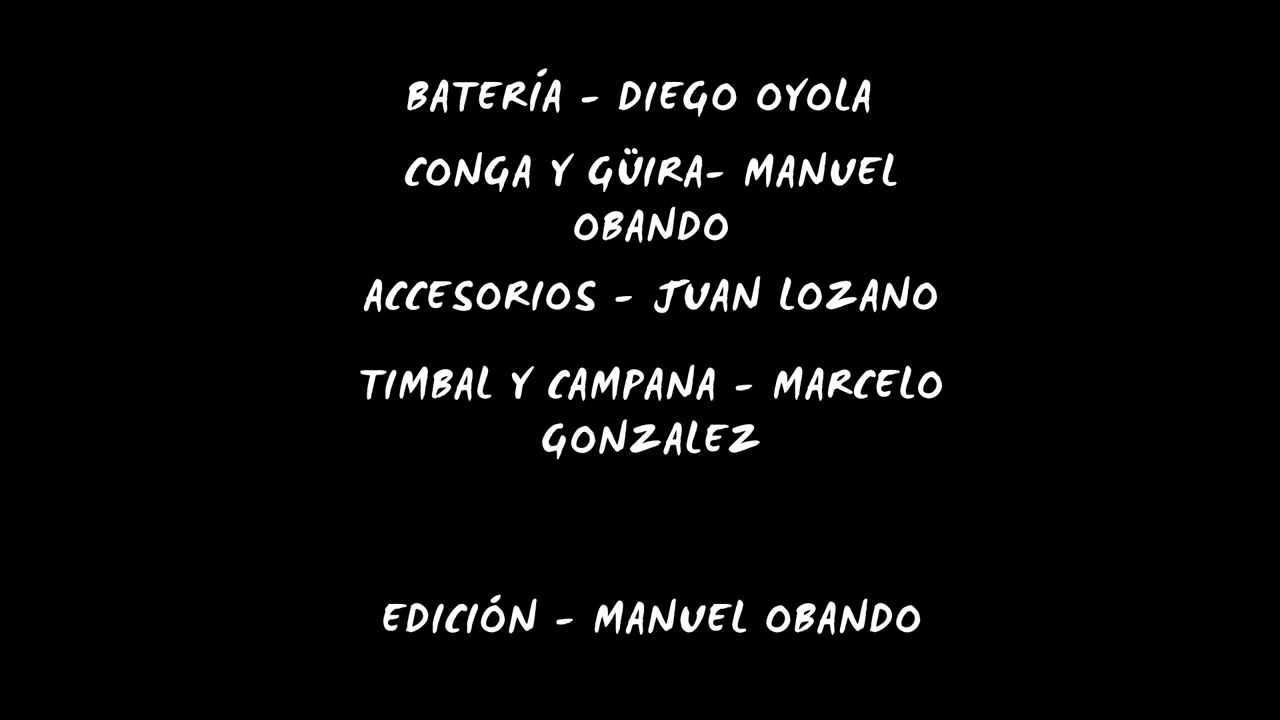 BATERÍA - DIEGO OYOLA
CONGA Y GÜIRA- MANUEL
OBANDO
ACCESORIOS - JUAN LOZANO
TIMBAL Y CAMPANA - MARCELO
GONZALEZ
EDICIÓN - MANUEL OBANDO